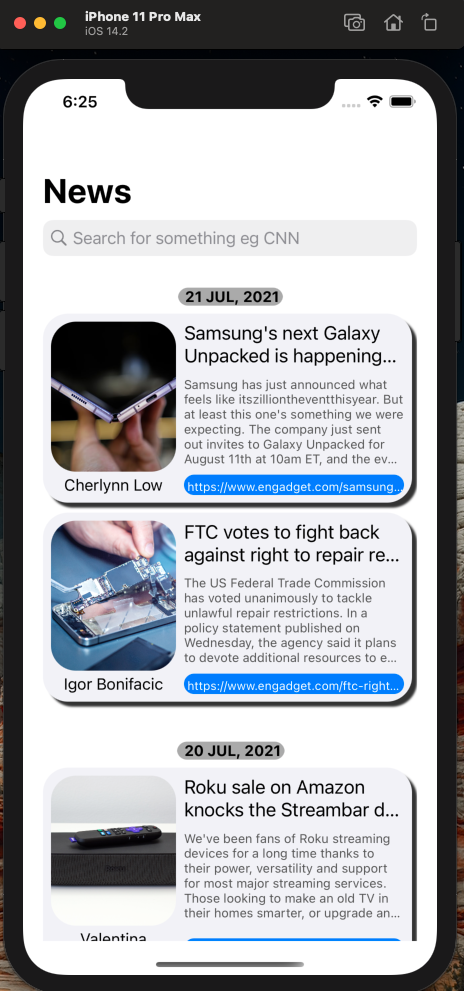 iPhone 11 Pro Max
iOS 14.2
6:25
News
Search for something eg CNN
21 JUL, 2021
Samsung's next Galaxy
Unpacked is happening...
Samsung has just announced what
feels like itszilliontheventthisyear. But
at least this one's something we were
expecting. The company just sent
out invites to Galaxy Unpacked for
August 11th at 10am ET, and the ev...
Cherlynn Low
https://www.engadget.com/samsung...
FTC votes to fight back
against right to repair re...
The US Federal Trade Commission
has voted unanimously to tackle
unlawful repair restrictions. In a
policy statement published on
Wednesday, the agency said it plans
to devote additional resources to e...
Igor Bonifacic
https://www.engadget.com/ftc-right...
20 JUL, 2021
Roku sale on Amazon
knocks the Streambar d...
We've been fans of Roku streaming
devices for a long time thanks to
their power, versatility and support
for most major streaming services.
Those looking to make an old TV in
their homes smarter, or upgrade an...
Valentina